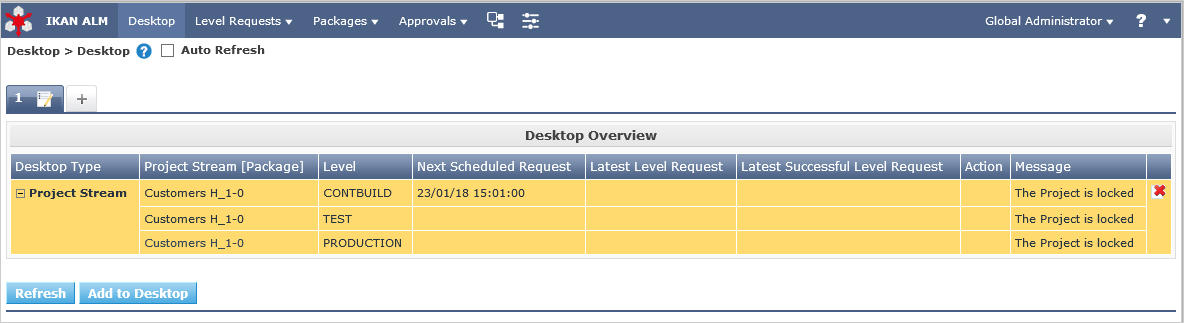 IKAN ALM Desktop Level Requests Packages Approvals Global Administrator ?
Desktop > Desktop ? Auto Refresh
1 +
Desktop Overview
Desktop Type Project Stream [Package] Level Next Scheduled Request Latest Level Request Latest Successful Level Request Action Message
Project Stream Customers H_1-0 CONTBUILD 23/01/18 15:01:00 The Project is locked
Customers H_1-0 TEST The Project is locked
Customers H_1-0 PRODUCTION The Project is locked
Refresh Add to Desktop